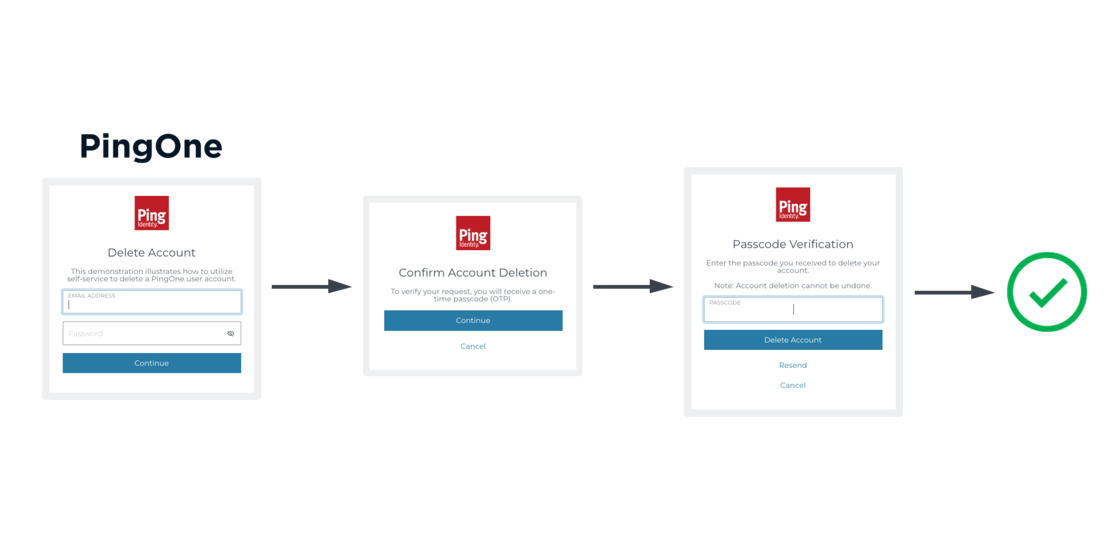 PingOne
Ping
Identity.
Delete Account
This demonstration illustrates how to utilize
self-service to delete a PingOne user account.
EMAIL ADDRESS
Password
Continue
Ping
Identity.
Confirm Account Deletion
To verify your request, you will receive a one-
time passcode (OTP).
Continue
Cancel
Ping
Identity.
Passcode Verification
Enter the passcode you received to delete your
account.
Note: Account deletion cannot be undone.
PASSCODE
Delete Account
Resend
Cancel